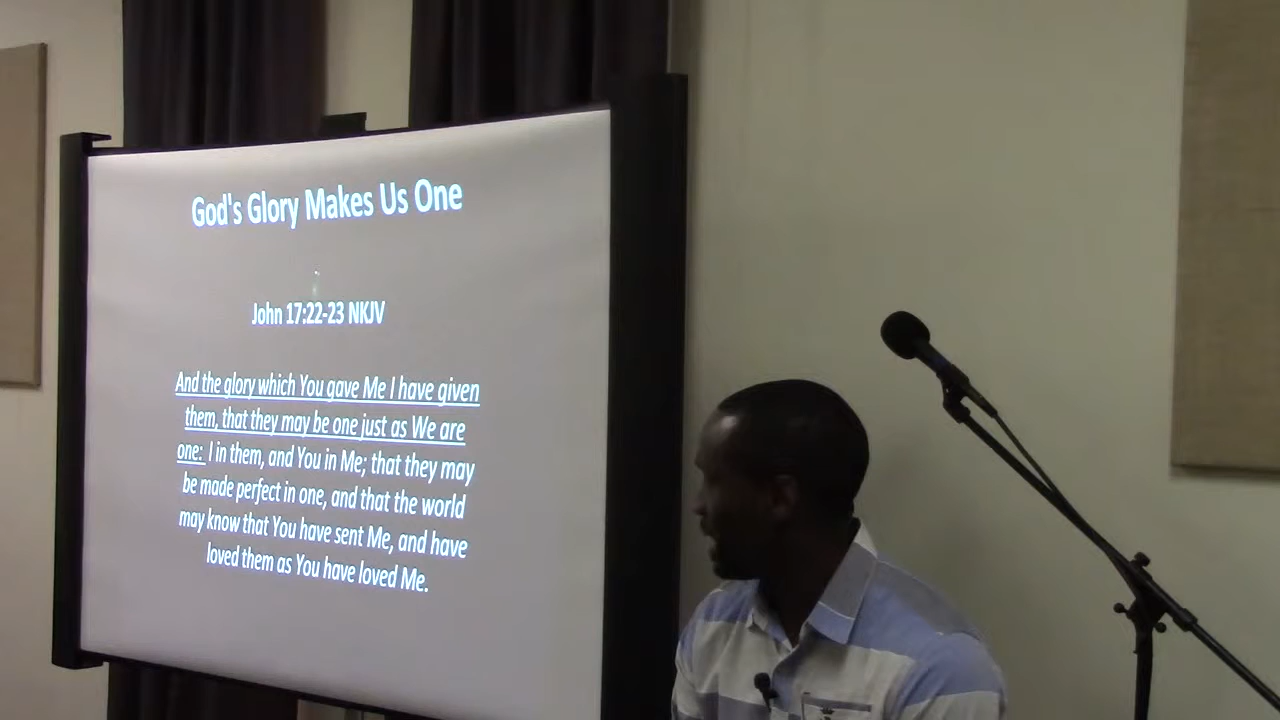 God's Glory Makes Us One
John 17:22-23 NKJV
And the glory which You gave Me I have given
them, that they may be one just as We are
one: I in them, and You in Me; that they may
be made perfect in one, and that the world
may know that You have sent Me, and have
loved them as You have loved Me.